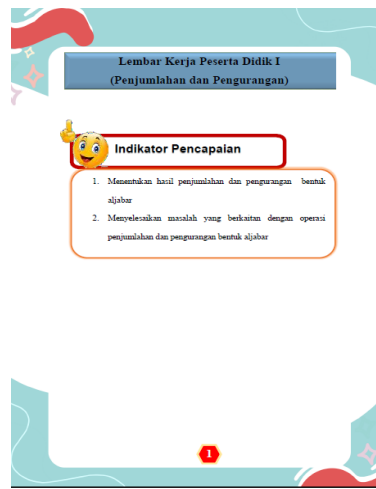 Lembar Kerja Peserta Didik I
(Penjumlahan dan Pengurangan)
Indikator Pencapaian
1. Menentukan hasil penjumlahan dan pengurangan bentuk
aljabar
2. Menyelesaikan masalah yang berkaitan dengan operasi
penjumlahan dan pengurangan bentuk aljabar
1